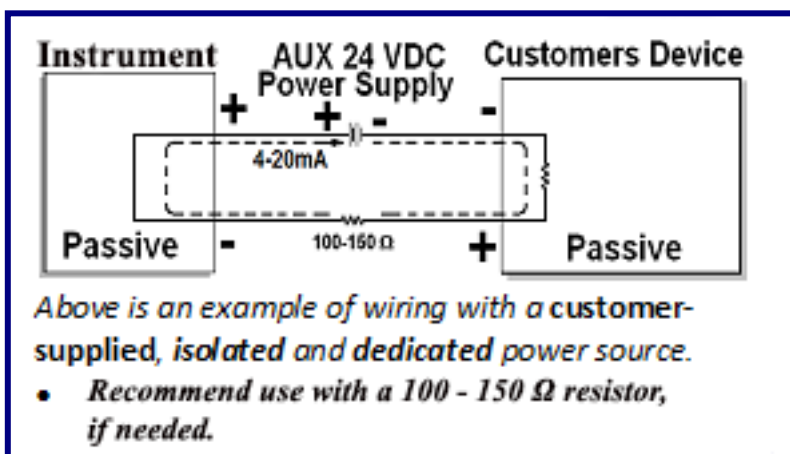 Instrument
AUX 24 VDC
Power Supply
Customers Device
+
+
-
-
4-20mA
Passive
-
100-150 Ω
+
Passive
Above is an example of wiring with a customer-
supplied, isolated and dedicated power source.
• Recommend use with a 100 - 150 Ω resistor,
if needed.